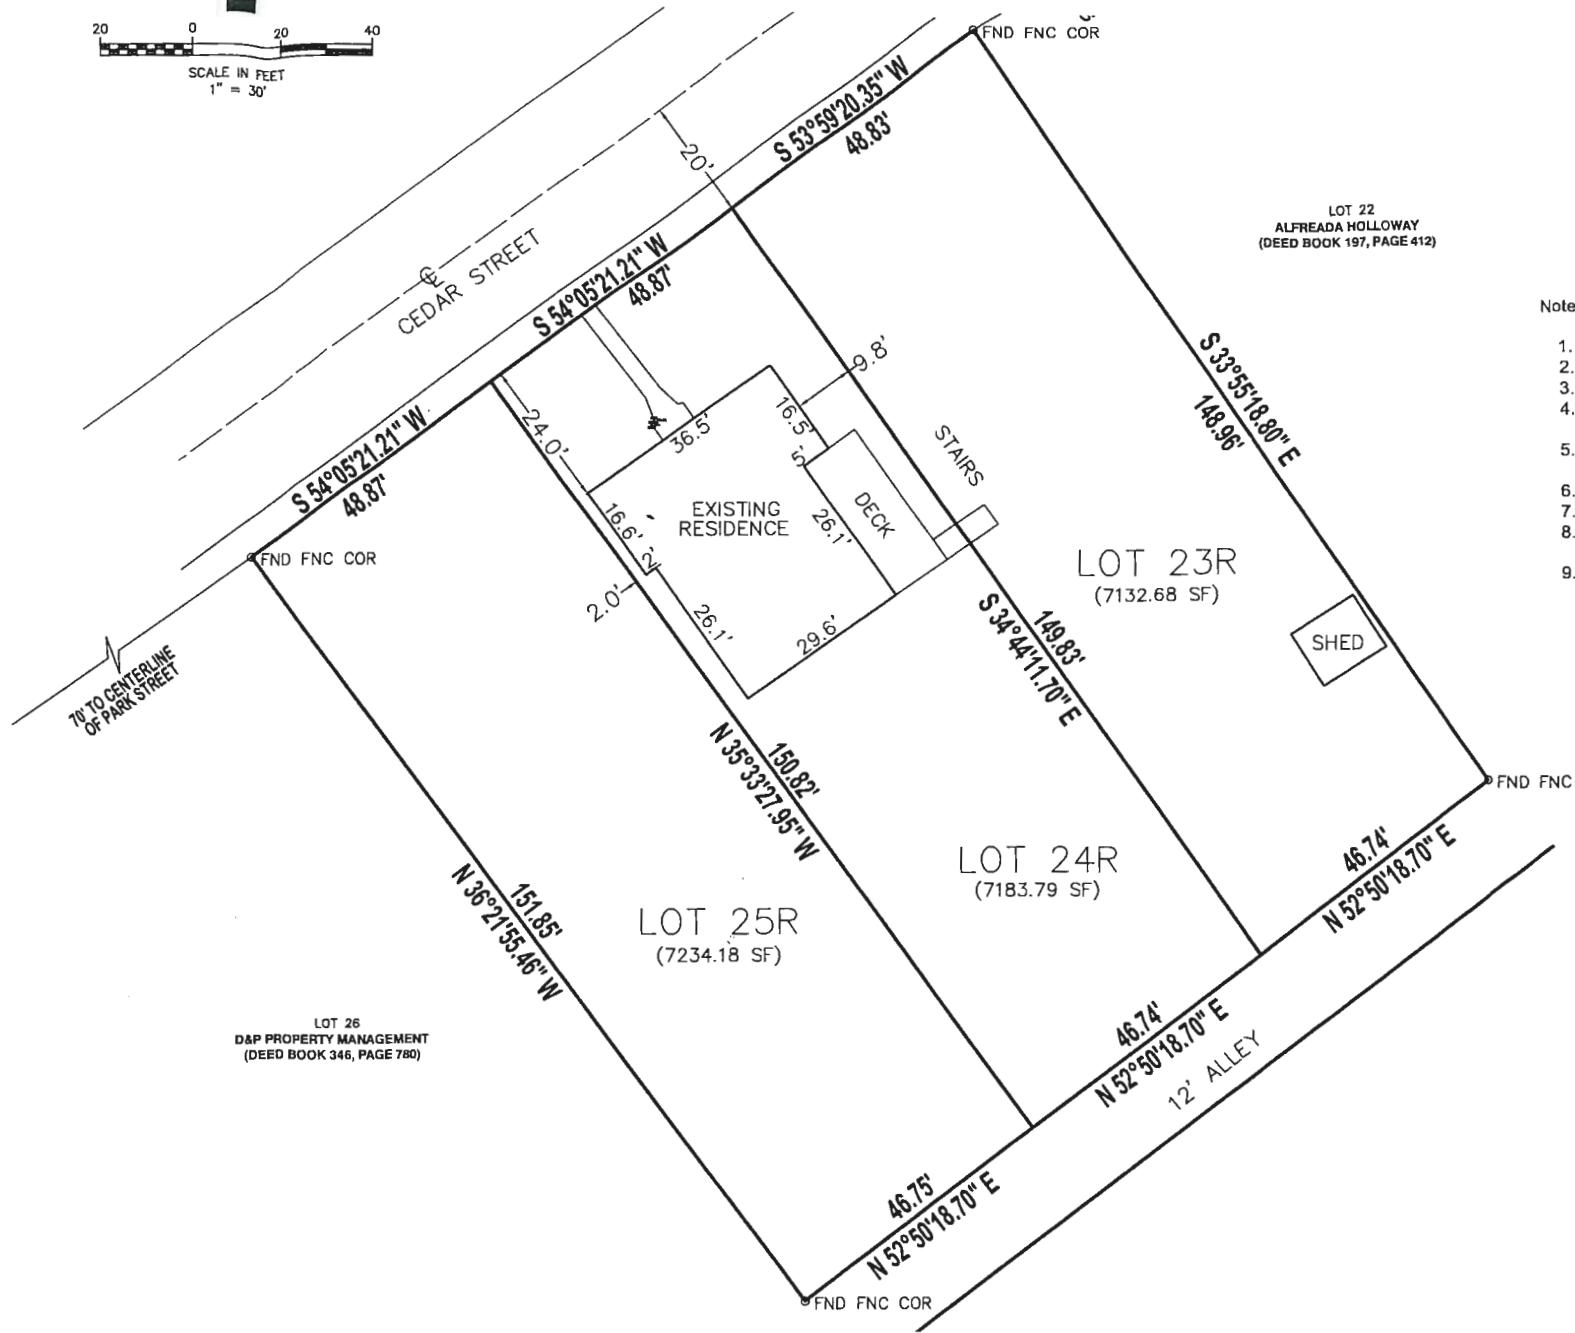 20 0 20 40
SCALE IN FEET
1" = 30'
FND FNC COR
S 53°59'20.35" W
48.83'
20'
LOT 22
ALFREADA HOLLOWAY
(DEED BOOK 197, PAGE 412)
CEDAR STREET
S 54°05'21.21" W
48.87'
Note
1.
2.
3.
4.
5.
6.
7.
8.
9.
S 33°55'18.80" E
148.96'
9.8'
24.0'
36.5'
16.5'
5'
STAIRS
S 54°05'21.21" W
48.87'
EXISTING
RESIDENCE
DECK
16.6'
2'
26.1'
2.0'
26.1'
29.6'
FND FNC COR
LOT 23R
(7132.68 SF)
SHED
149.83'
S 34°44'11.70" E
70' TO CENTERLINE
OF PARK STREET
150.82'
N 35°33'27.95" W
FND FNC
46.74'
N 52°50'18.70" E
LOT 24R
(7183.79 SF)
151.85'
N 36°21'55.46" W
LOT 25R
(7234.18 SF)
46.74'
N 52°50'18.70" E
12' ALLEY
LOT 26
D&P PROPERTY MANAGEMENT
(DEED BOOK 346, PAGE 780)
46.75'
N 52°50'18.70" E
FND FNC COR